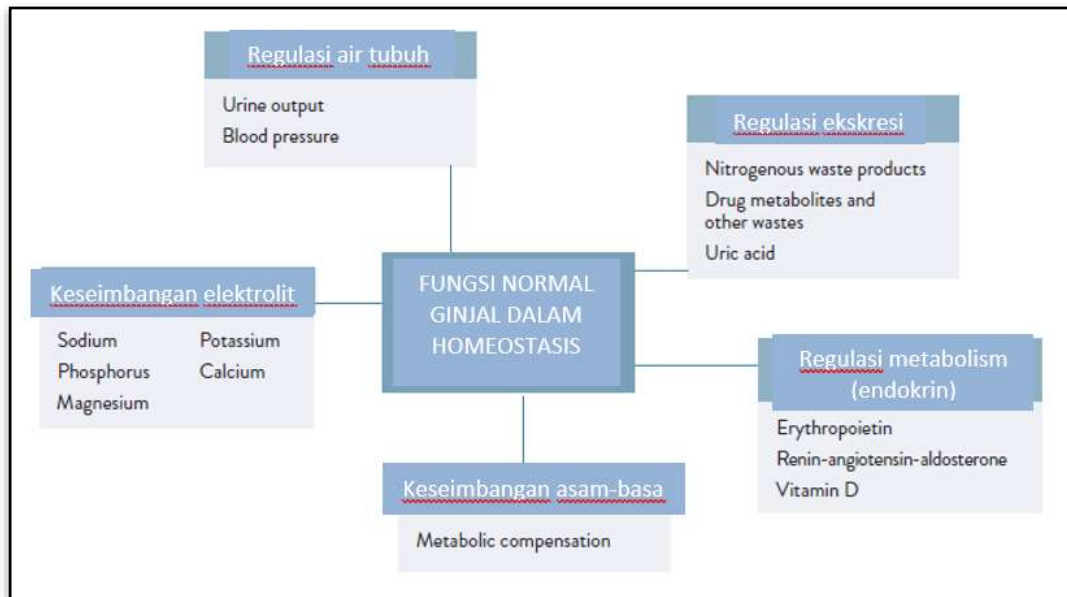 Regulasi air tubuh
Urine output
Blood pressure
Regulasi ekskresi
Nitrogenous waste products
Drug metabolites and
other wastes
Uric acid
Keseimbangan elektrolit
Sodium Potassium
Phosphorus Calcium
Magnesium
FUNGSI NORMAL
GINJAL DALAM
HOMEOSTASIS
Regulasi metabolism
(endokrin)
Erythropoietin
Renin-angiotensin-aldosterone
Vitamin D
Keseimbangan asam-basa
Metabolic compensation